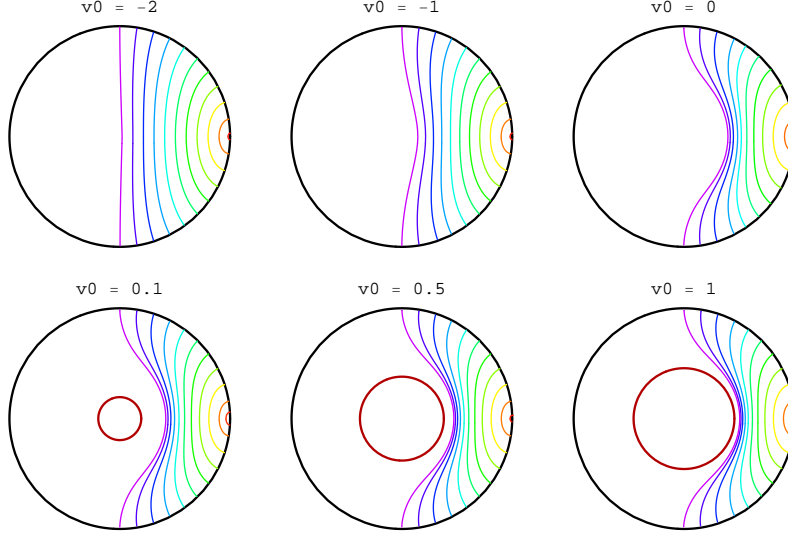 v0 = -2
v0 = -1
v0 = 0
v0 = 0.1
v0 = 0.5
v0 = 1